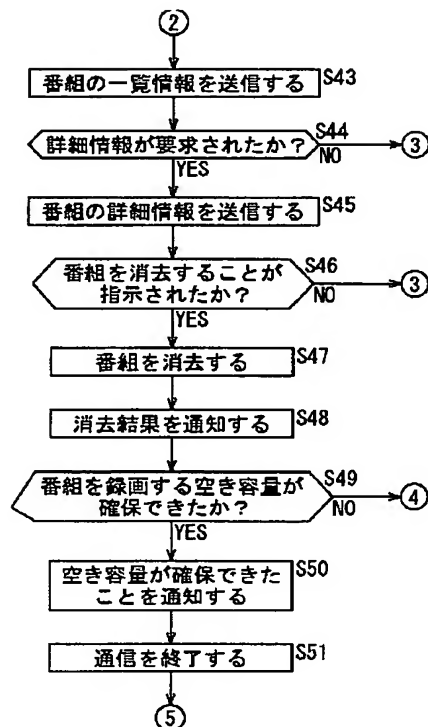 ②
番組の一覧情報を送信する S43
詳細情報が要求されたか? S44
NO ③
YES
番組の詳細情報を送信する S45
番組を消去することが S46
指示されたか? NO ③
YES
番組を消去する S47
消去結果を通知する S48
番組を録画する空き容量が S49
確保できたか? NO ④
YES
空き容量が確保できた S50
ことを通知する
通信を終了する S51
⑤